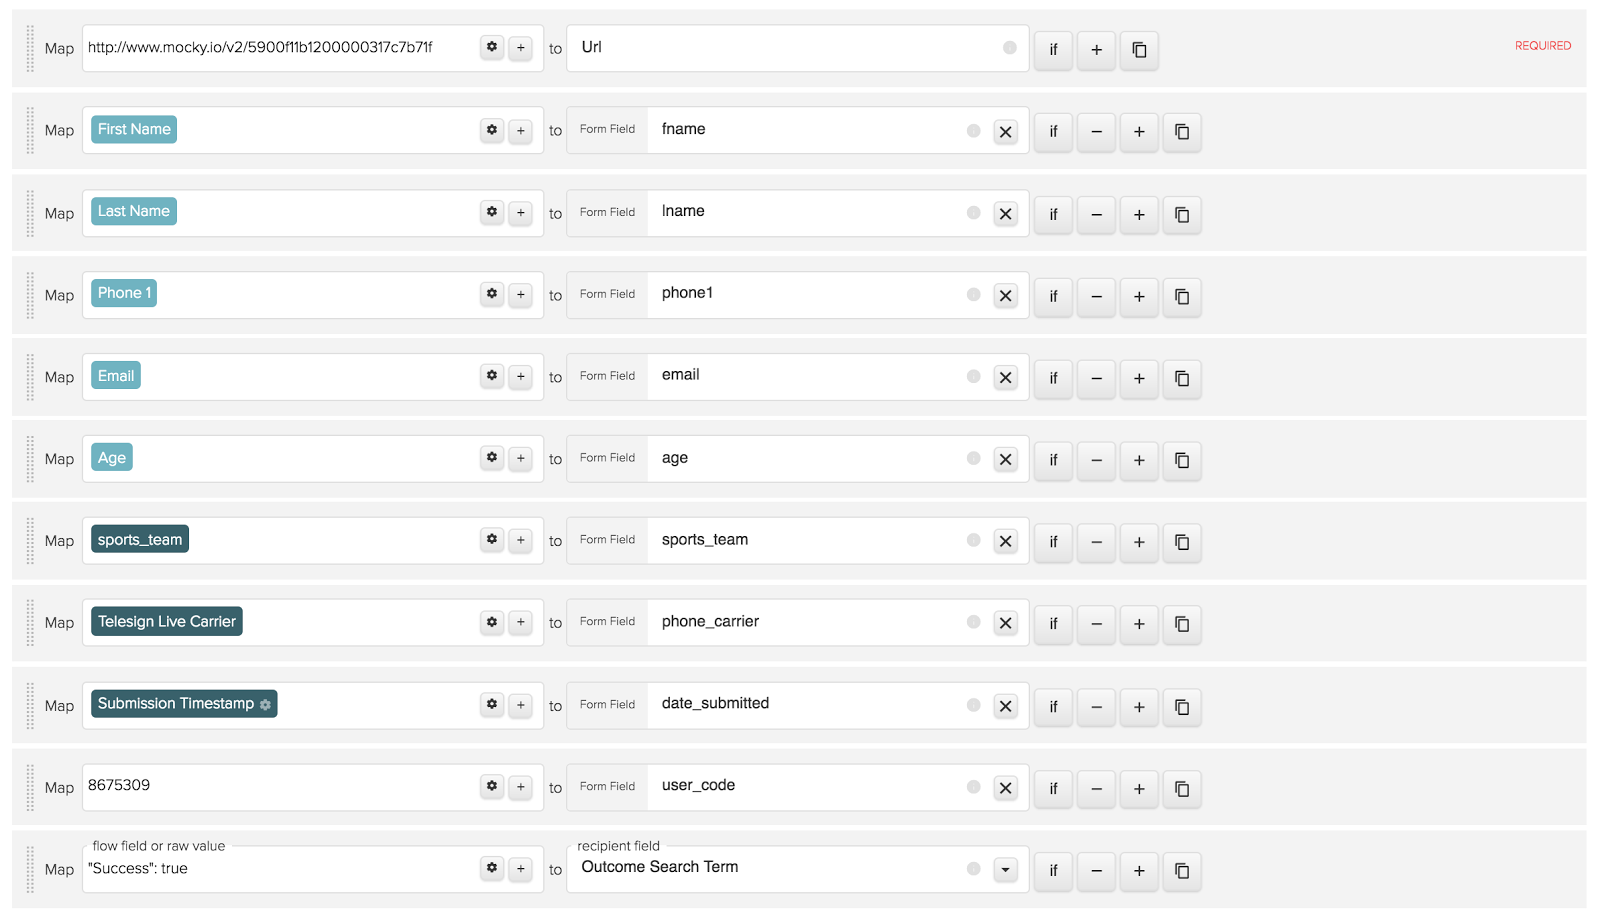 Map http://www.mocky.io/v2/5900f11b1200000317c7b71f + to Url if + REQUIRED
Map First Name + to Form Field fname if − +
Map Last Name + to Form Field lname if − +
Map Phone 1 + to Form Field phone1 if − +
Map Email + to Form Field email if − +
Map Age + to Form Field age if − +
Map sports_team + to Form Field sports_team if − +
Map Telesign Live Carrier + to Form Field phone_carrier if − +
Map Submission Timestamp + to Form Field date_submitted if − +
Map 8675309 + to Form Field user_code if − +
flow field or raw value recipient field
Map "Success": true + to Outcome Search Term if − +